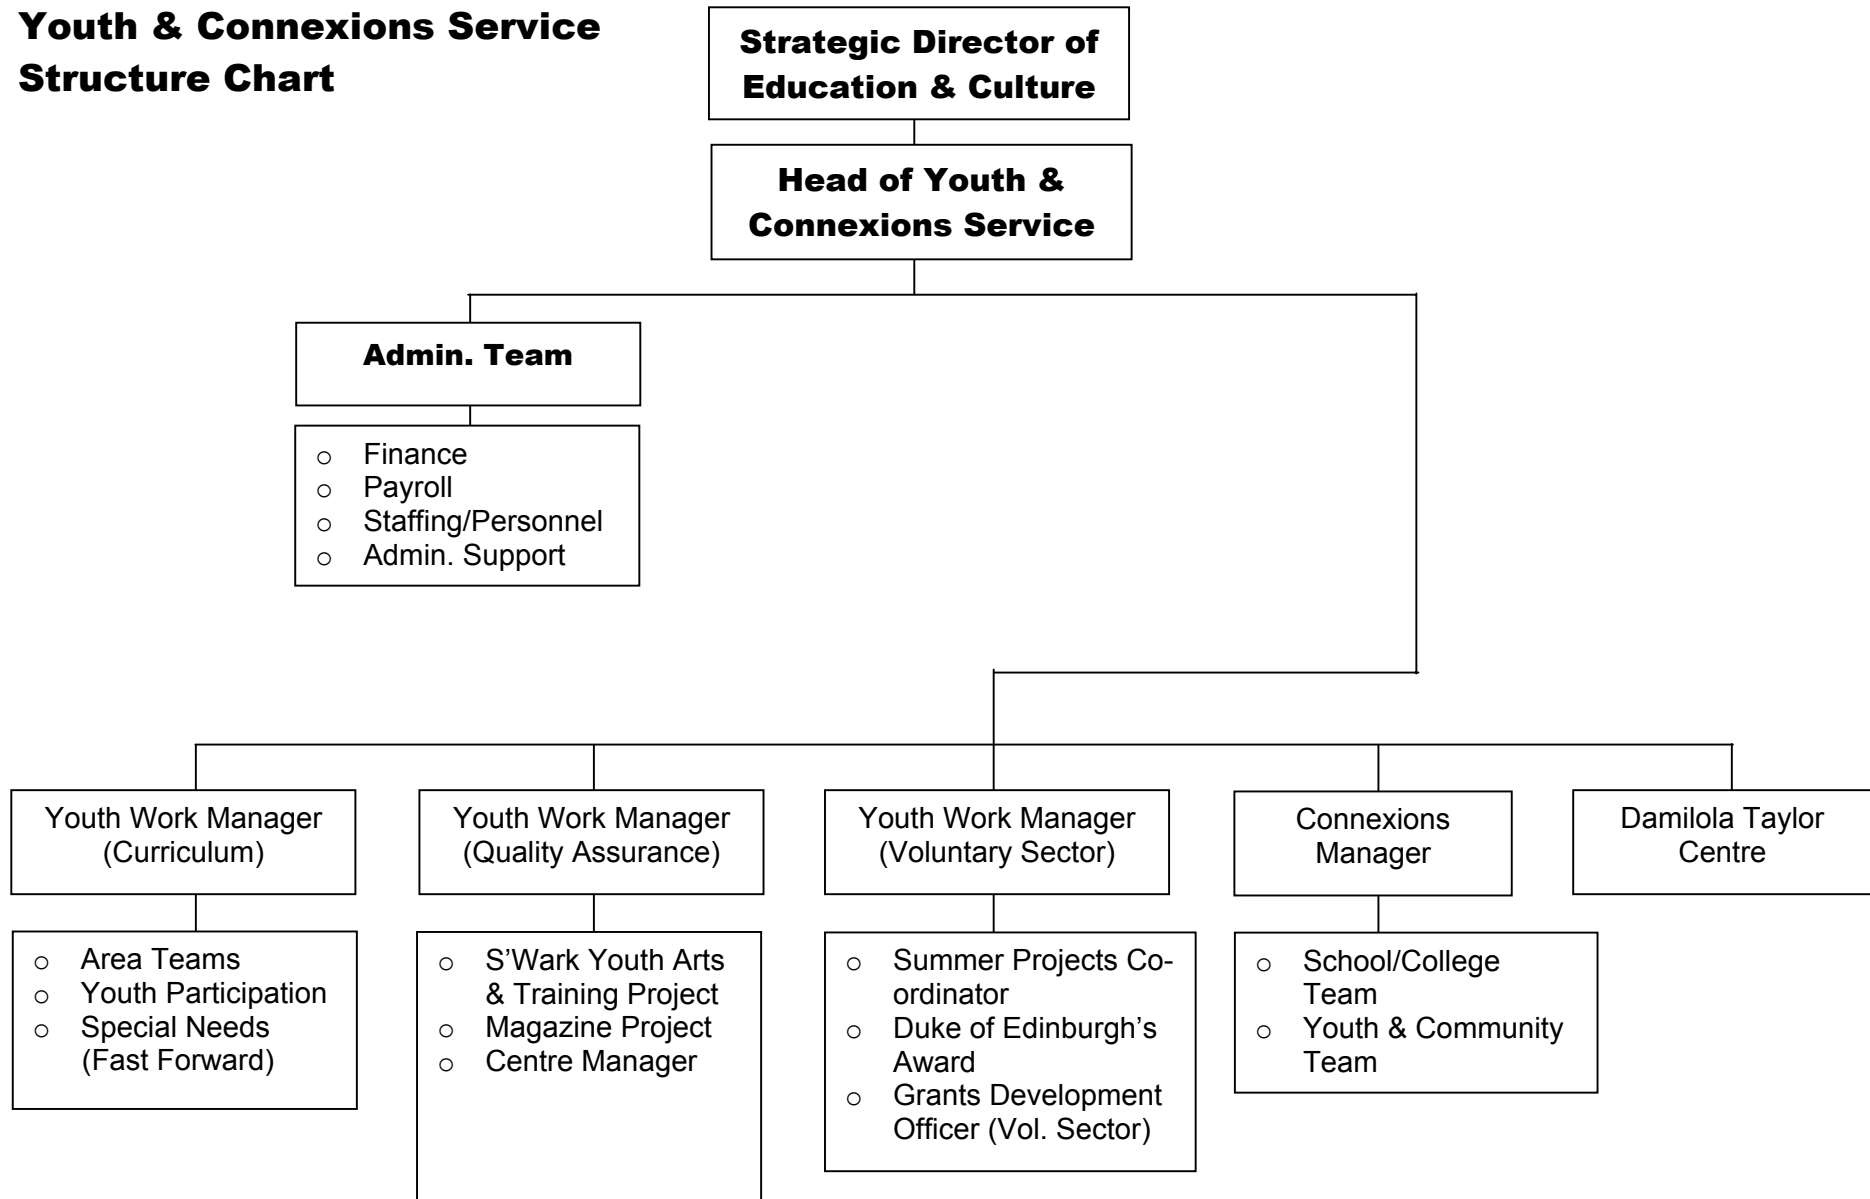 Youth & Connexions Service
Structure Chart
Strategic Director of
Education & Culture
Head of Youth &
Connexions Service
Admin. Team
o Finance
o Payroll
o Staffing/Personnel
o Admin. Support
Youth Work Manager
(Curriculum)
o Area Teams
o Youth Participation
o Special Needs
(Fast Forward)
Youth Work Manager
(Quality Assurance)
o S’Wark Youth Arts
& Training Project
o Magazine Project
o Centre Manager
Youth Work Manager
(Voluntary Sector)
o Summer Projects Co-
ordinator
o Duke of Edinburgh’s
Award
o Grants Development
Officer (Vol. Sector)
Connexions
Manager
o School/College
Team
o Youth & Community
Team
Damilola Taylor
Centre